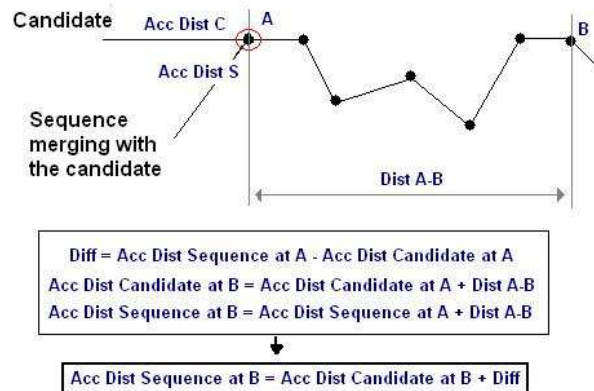 Candidate
Acc Dist C
A
B
Acc Dist S
Sequence
merging with
the candidate
Dist A-B
Diff = Acc Dist Sequence at A - Acc Dist Candidate at A
Acc Dist Candidate at B = Acc Dist Candidate at A + Dist A-B
Acc Dist Sequence at B = Acc Dist Sequence at A + Dist A-B
Acc Dist Sequence at B = Acc Dist Candidate at B + Diff